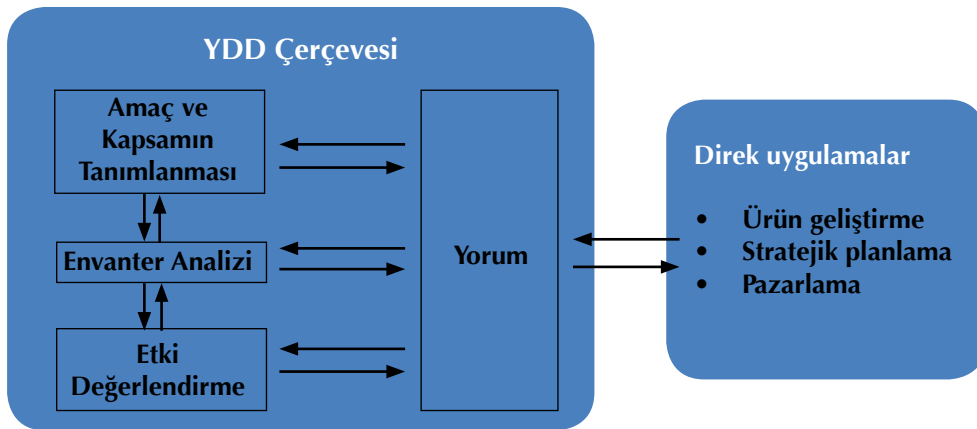 YDD Çerçevesi
Amaç ve
Kapsamın
Tanımlanması
Envanter Analizi
Etki
Değerlendirme
Yorum
Direk uygulamalar
• Ürün geliştirme
• Stratejik planlama
• Pazarlama